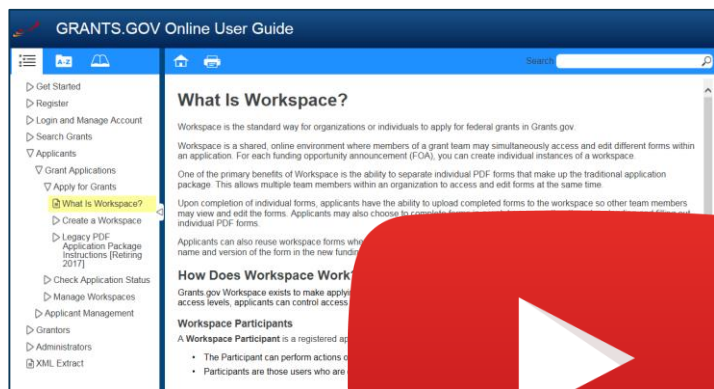 GRANTS.GOV Online User Guide
A-Z
Search
Get Started
Register
Login and Manage Account
Search Grants
Applicants
Grant Applications
Apply for Grants
What Is Workspace?
Create a Workspace
Legacy PDF
Application Package
Instructions [Retiring
2017]
Check Application Status
Manage Workspaces
Applicant Management
Grantors
Administrators
XML Extract
What Is Workspace?
Workspace is the standard way for organizations or individuals to apply for federal grants in Grants.gov.
Workspace is a shared, online environment where members of a grant team may simultaneously access and edit different forms within
an application. For each funding opportunity announcement (FOA), you can create individual instances of a workspace.
One of the primary benefits of Workspace is the ability to separate individual PDF forms that make up the traditional application
package. This allows multiple team members within an organization to access and edit forms at the same time.
Upon completion of individual forms, applicants have the ability to upload completed forms to the workspace so other team members
may view and edit the forms. Applicants may also choose to complete forms
individual PDF forms.
Applicants can also reuse workspace forms
name and version of the form in the new
How Does Workspace Work?
Grants.gov Workspace exists to make
access levels, applicants can control access
Workspace Participants
A Workspace Participant is a registered
• The Participant can perform actions
• Participants are those users who are